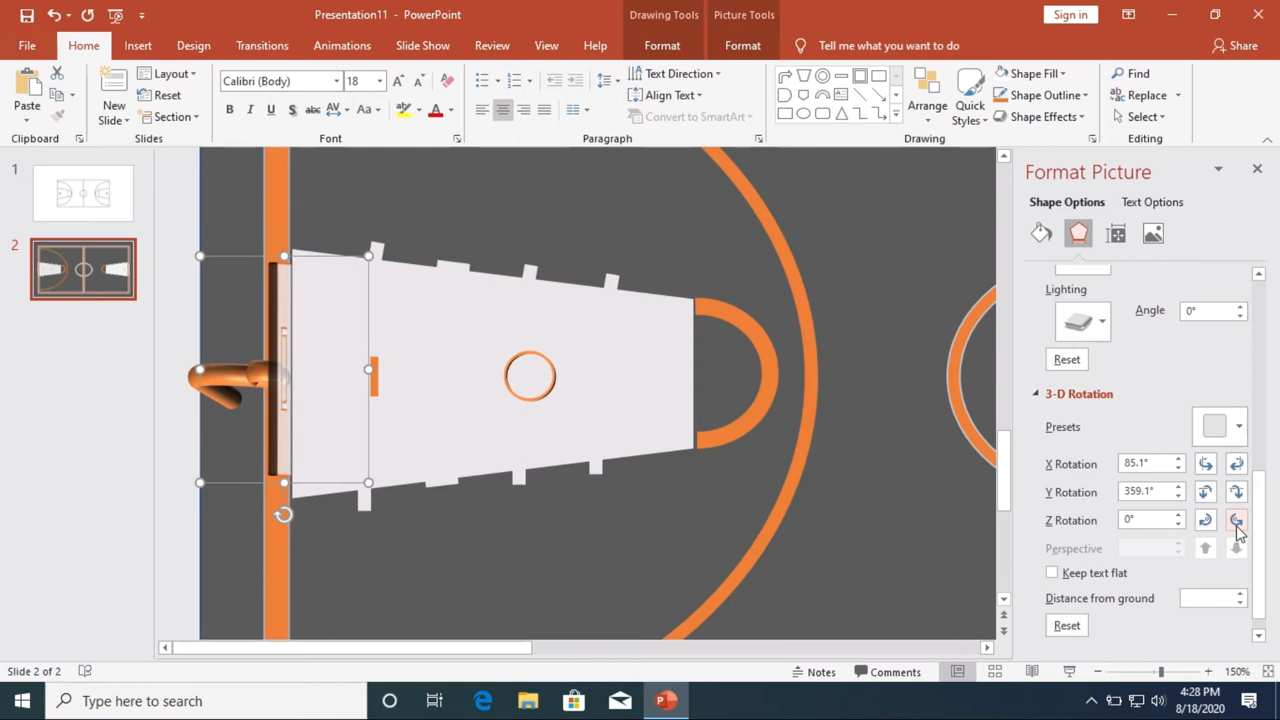 Presentation11 - PowerPoint
Drawing Tools
Picture Tools
Sign in
File
Home
Insert
Design
Transitions
Animations
Slide Show
Review
View
Help
Format
Format
Tell me what you want to do
Share
Paste
New
Slide
Layout
Reset
Section
Calibri (Body)
18
B I U S abc AV Aa A
Text Direction
Align Text
Convert to SmartArt
Arrange
Quick
Styles
Shape Fill
Shape Outline
Shape Effects
Find
Replace
Select
Clipboard
Slides
Font
Paragraph
Drawing
Editing
1
2
Format Picture
Shape Options
Text Options
Lighting
Angle
0°
Reset
3-D Rotation
Presets
X Rotation
85.1°
Y Rotation
359.1°
Z Rotation
0°
Perspective
Keep text flat
Distance from ground
Reset
Slide 2 of 2
Notes
Comments
150%
Type here to search
4:28 PM
8/18/2020